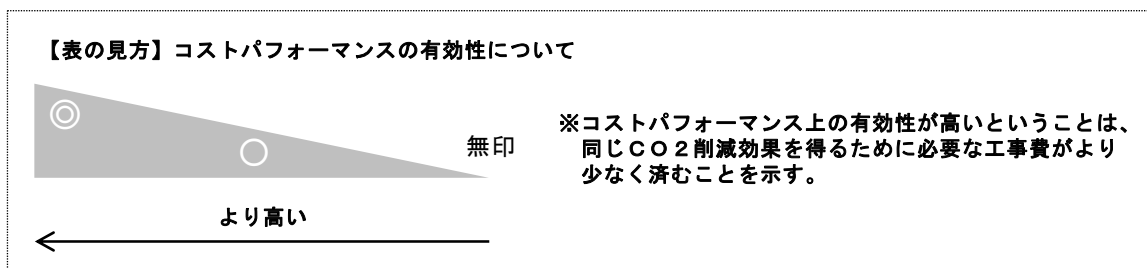 【表の見方】コストパフォーマンスの有効性について
◎
○
無印
※コストパフォーマンス上の有効性が高いということは、
同じCO2削減効果を得るために必要な工事費がより
少なく済むことを示す。
より高い